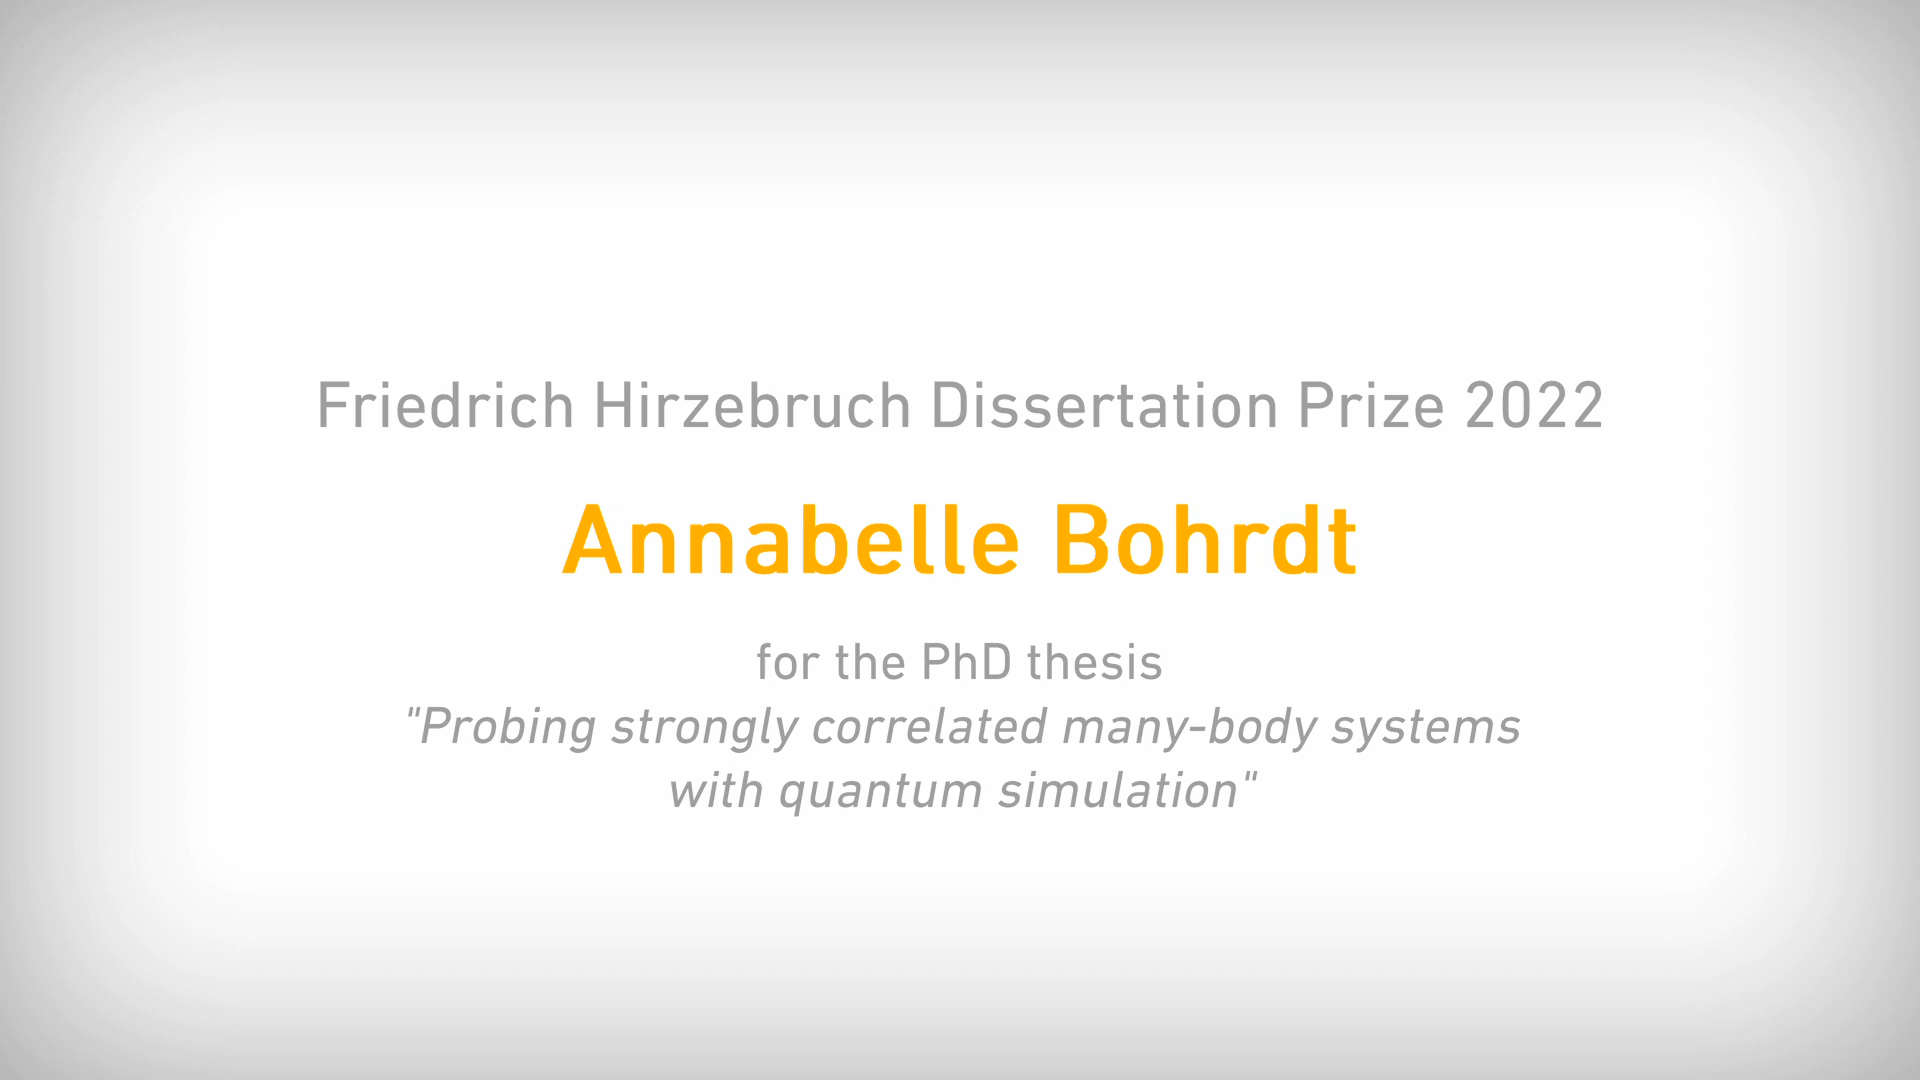 Friedrich Hirzebruch Dissertation Prize 2022
Annabelle Bohrdt
for the PhD thesis
"Probing strongly correlated many-body systems
with quantum simulation"